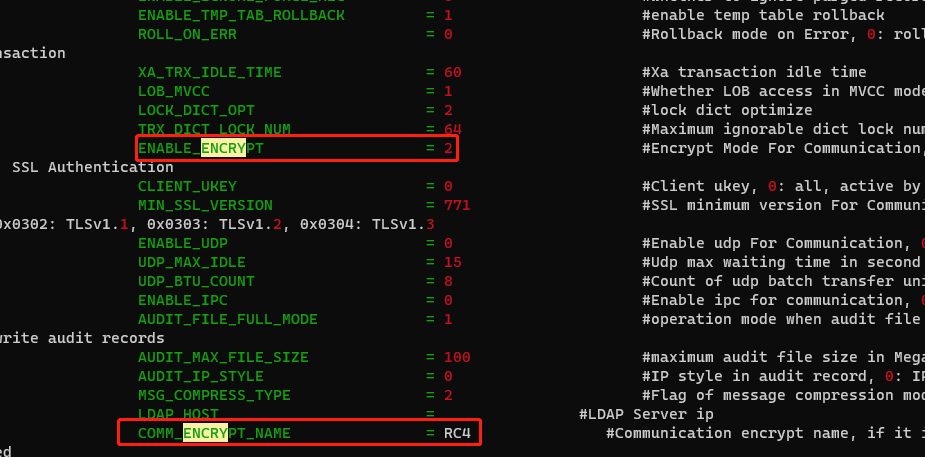 ENABLE_TMP_TAB_ROLLBACK = 1 #enable temp table rollback
ROLL_ON_ERR = 0 #Rollback mode on Error, 0: roll
nsaction
XA_TRX_IDLE_TIME = 60 #Xa transaction idle time
LOB_MVCC = 1 #Whether LOB access in MVCC mode
LOCK_DICT_OPT = 2 #lock dict optimize
TRX_DICT_LOCK_NUM = 64 #Maximum ignorable dict lock num
ENABLE_ENCRYPT = 2 #Encrypt Mode For Communication,
SSL Authentication
CLIENT_UKEY = 0 #Client ukey, 0: all, active by
MIN_SSL_VERSION = 771 #SSL minimum version For Communi
0x0302: TLSv1.1, 0x0303: TLSv1.2, 0x0304: TLSv1.3
ENABLE_UDP = 0 #Enable udp For Communication, 0
UDP_MAX_IDLE = 15 #Udp max waiting time in second
UDP_BTU_COUNT = 8 #Count of udp batch transfer uni
ENABLE_IPC = 0 #Enable ipc for communication, 0
AUDIT_FILE_FULL_MODE = 1 #operation mode when audit file
write audit records
AUDIT_MAX_FILE_SIZE = 100 #maximum audit file size in Mega
AUDIT_IP_STYLE = 0 #IP style in audit record, 0: IP
MSG_COMPRESS_TYPE = 2 #Flag of message compression mod
LDAP_HOST = #LDAP Server ip
COMM_ENCRYPT_NAME = RC4 #Communication encrypt name, if it i
ed